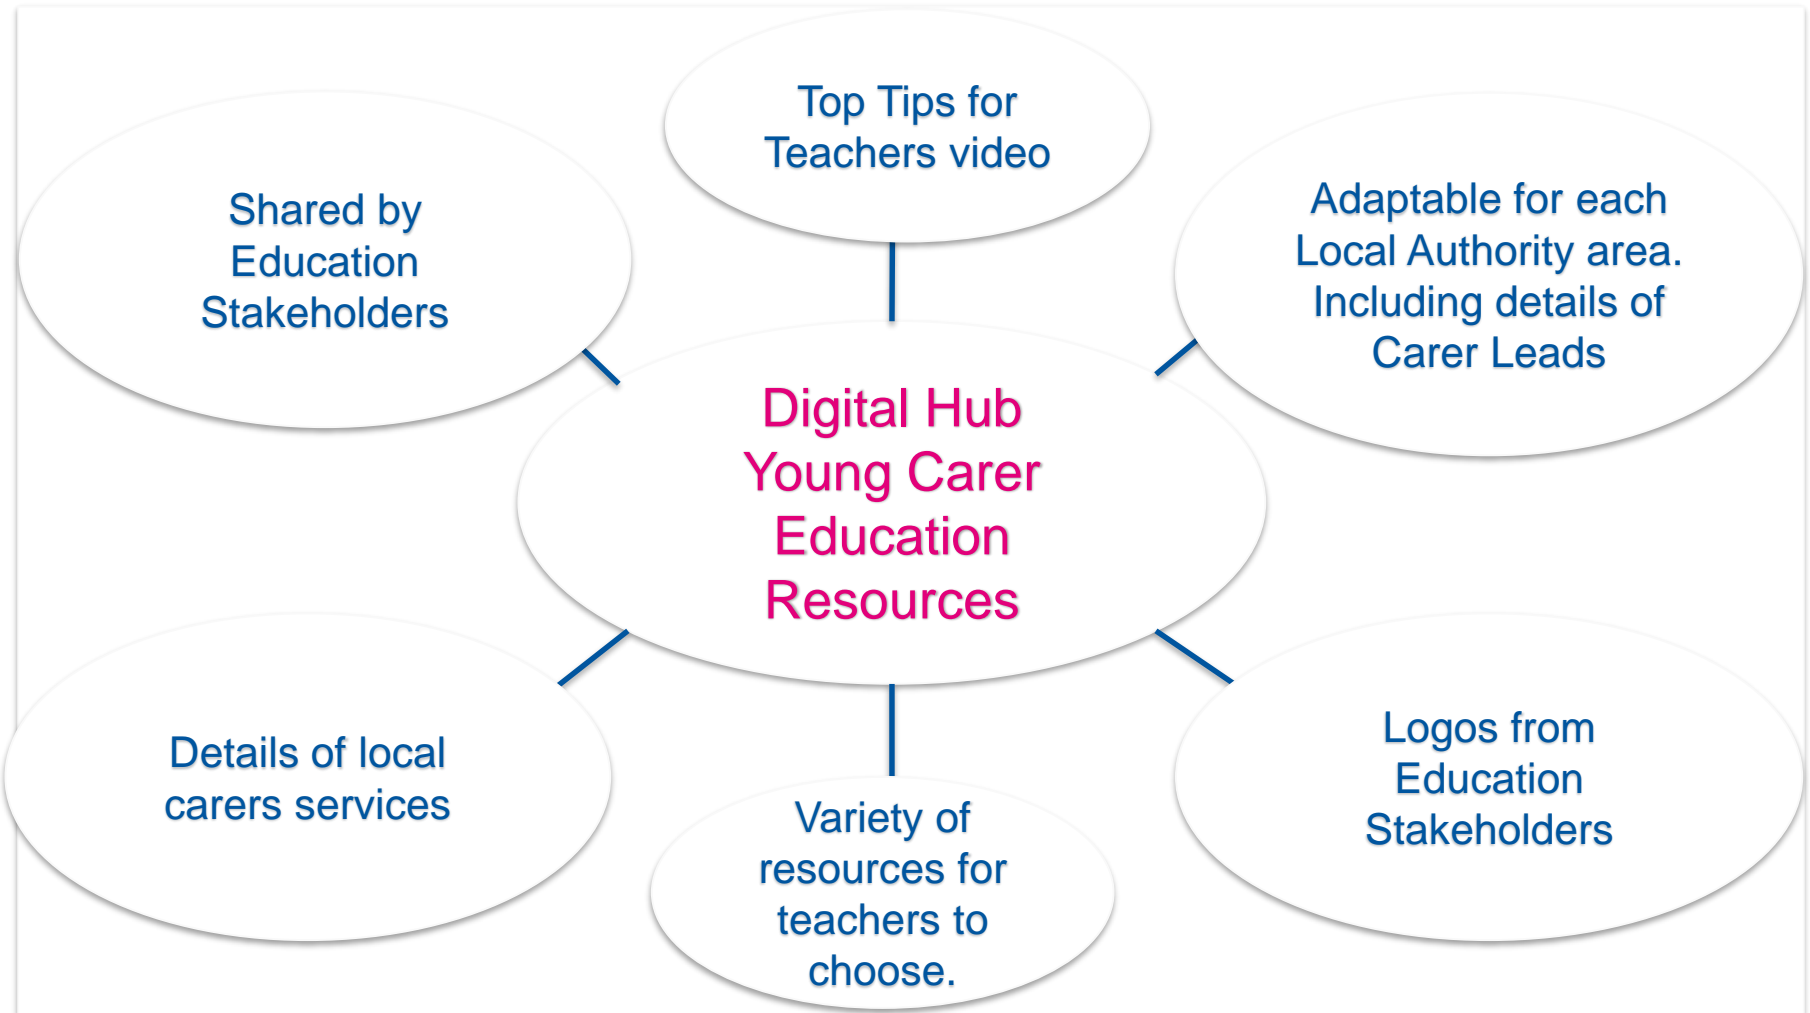 Top Tips for
Teachers video
Shared by
Education
Stakeholders
Adaptable for each
Local Authority area.
Including details of
Carer Leads
Digital Hub
Young Carer
Education
Resources
Details of local
carers services
Variety of
resources for
teachers to
choose.
Logos from
Education
Stakeholders